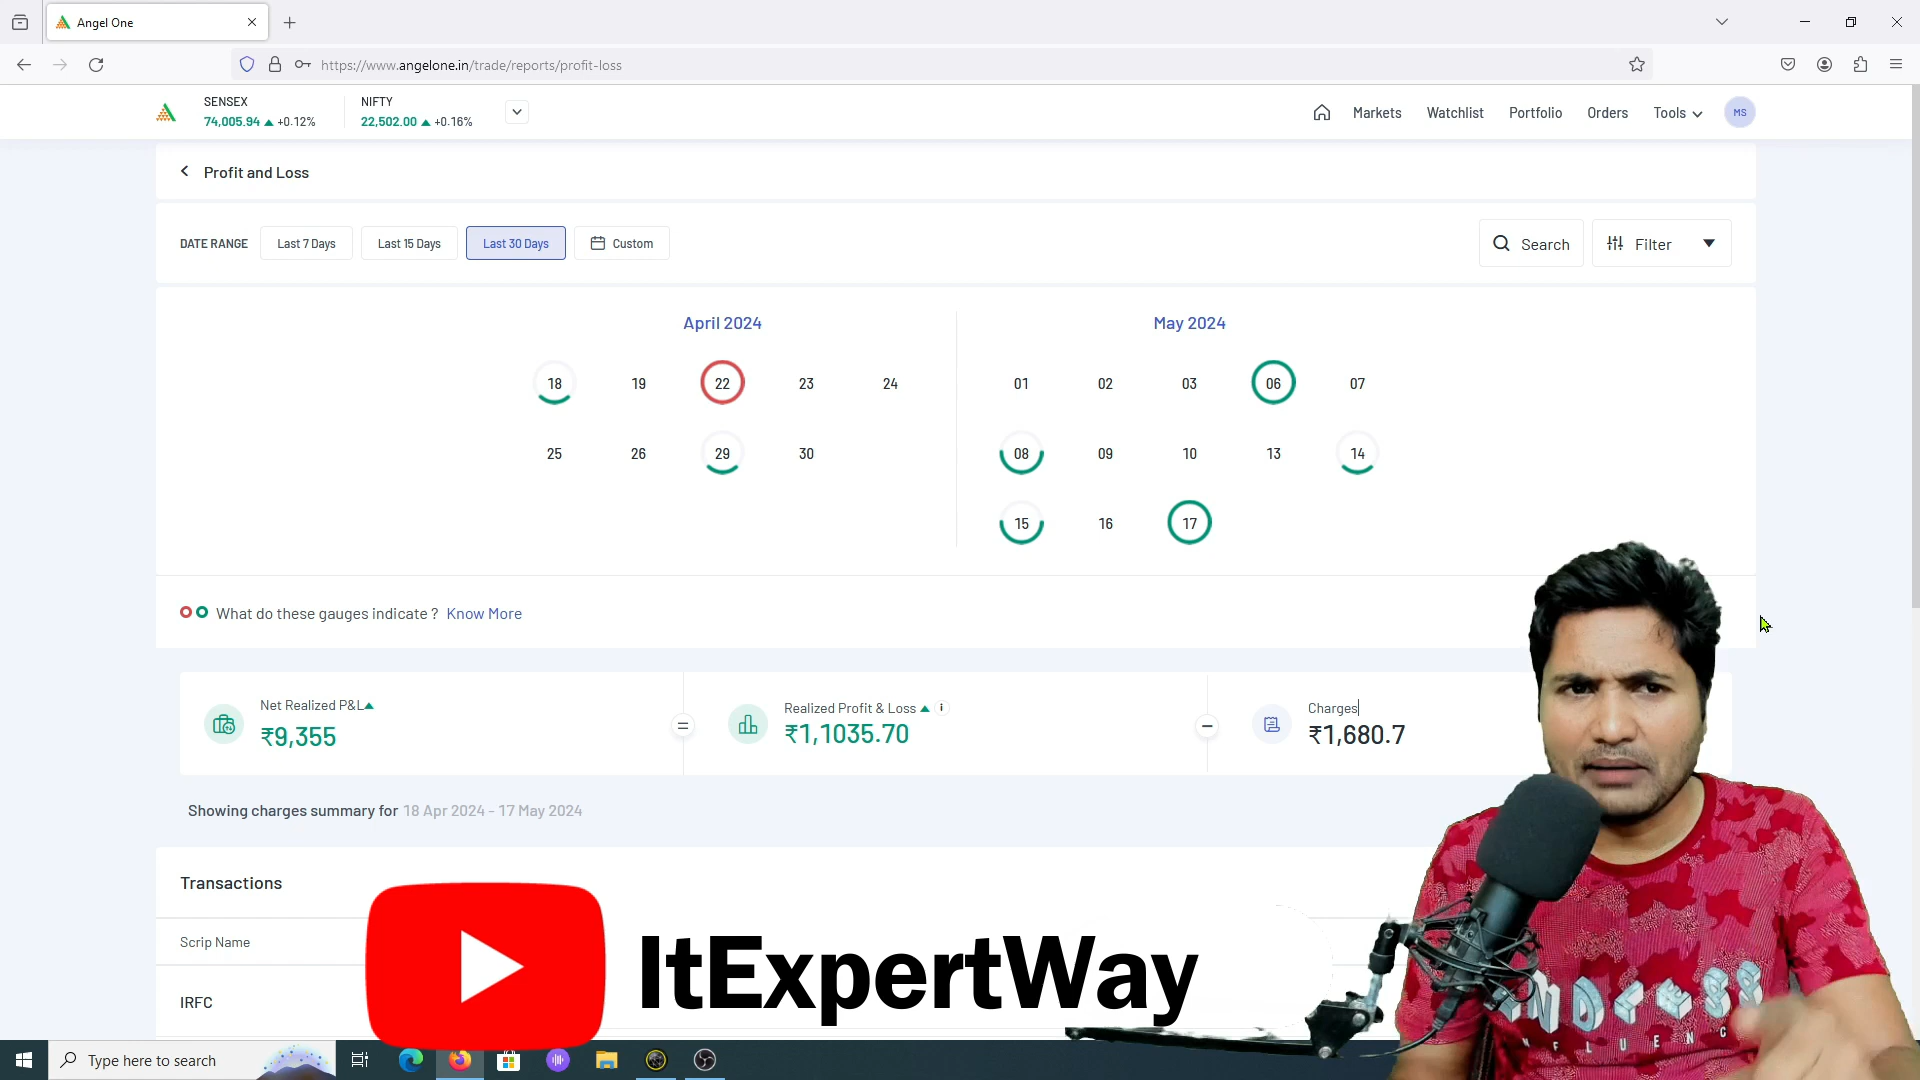 Angel One
https://www.angelone.in/trade/reports/profit-loss
SENSEX
74,005.94 +0.12%
NIFTY
22,502.00 +0.16%
Markets Watchlist Portfolio Orders Tools MS
Profit and Loss
DATE RANGE Last 7 Days Last 15 Days Last 30 Days Custom Search Filter
April 2024
18 19 22 23 24
25 26 29 30
May 2024
01 02 03 06 07
08 09 10 13 14
15 16 17
What do these gauges indicate ? Know More
Net Realized P&L
₹9,355
=
Realized Profit & Loss i
₹1,1035.70
−
Charges
₹1,680.7
Showing charges summary for 18 Apr 2024 - 17 May 2024
Transactions
Scrip Name
IRFC
ItExpertWay
Type here to search